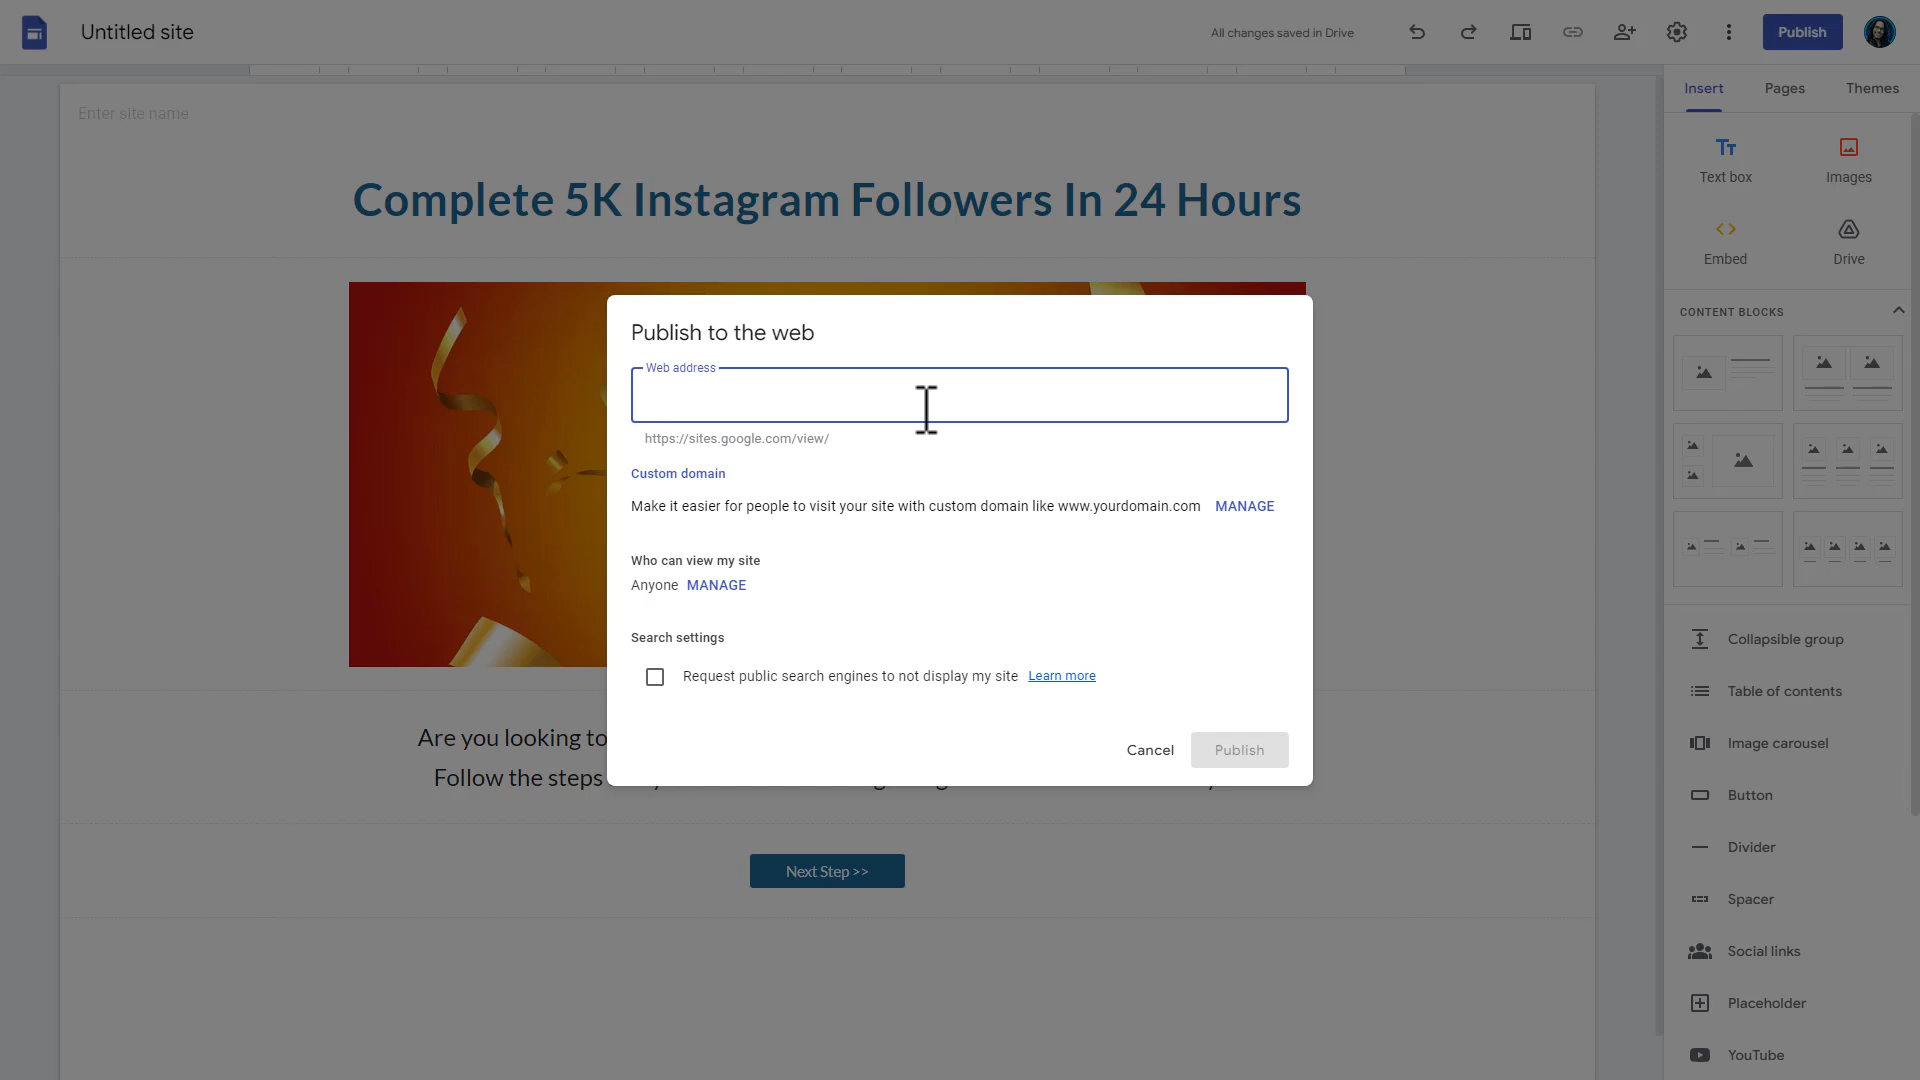 Untitled site
All changes saved in Drive
Publish
Insert
Pages
Themes
Enter site name
Complete 5K Instagram Followers In 24 Hours
Text box
Images
Embed
Drive
CONTENT BLOCKS
Publish to the web
Web address
https://sites.google.com/view/
Custom domain
Make it easier for people to visit your site with custom domain like www.yourdomain.com MANAGE
Who can view my site
Anyone MANAGE
Search settings
Request public search engines to not display my site Learn more
Cancel
Publish
Are you looking to
Follow the steps
Next Step >>
Collapsible group
Table of contents
Image carousel
Button
Divider
Spacer
Social links
Placeholder
YouTube